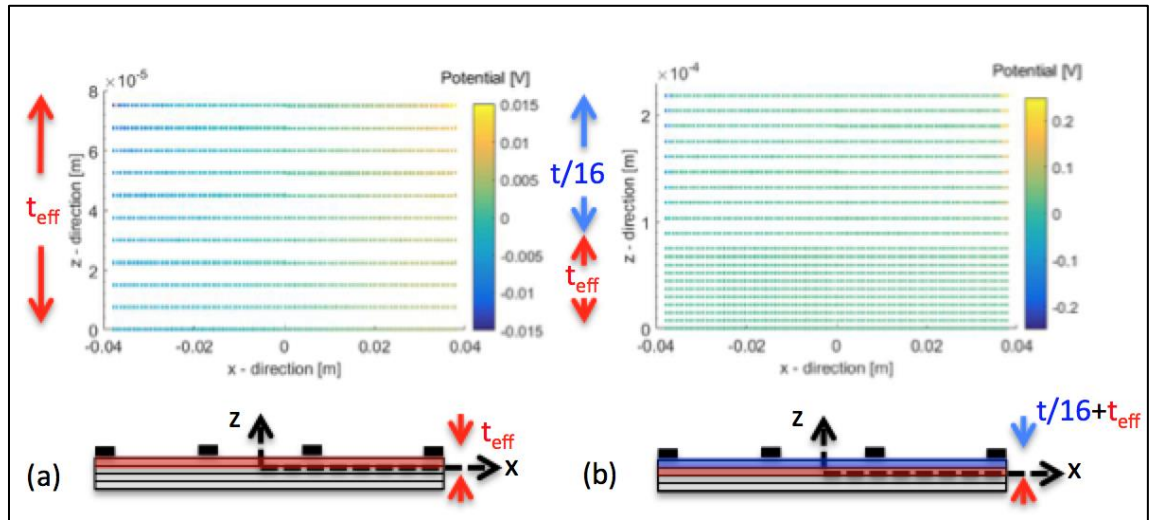 ×10⁻⁵
Potential [V]
8
6
4
2
0
z - direction [m]
-0.04
-0.02
0
0.02
0.04
x - direction [m]
0.015
0.01
0.005
0
-0.005
-0.01
-0.015
t_eff
×10⁻⁴
Potential [V]
2
1
0
z - direction [m]
-0.04
-0.02
0
0.02
0.04
x - direction [m]
0.2
0.1
0
-0.1
-0.2
t/16
t_eff
(a)
z
t_eff
x
(b)
z
t/16+t_eff
x